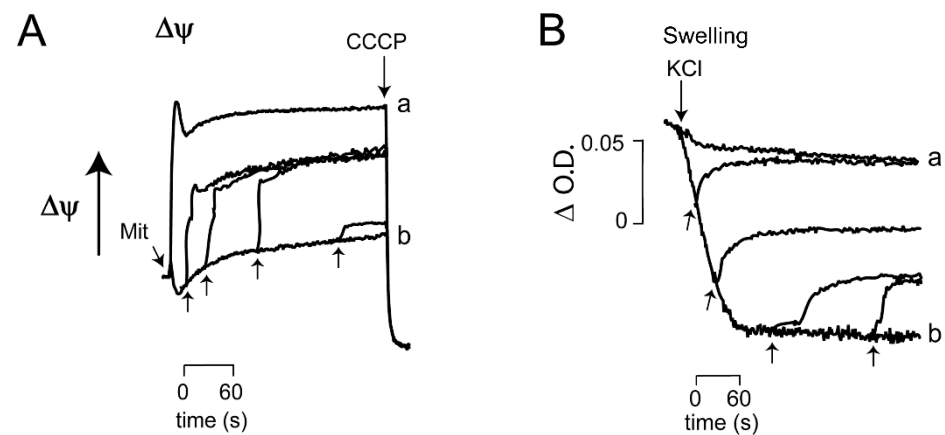 A
Δψ
CCCP
a
Δψ
Mit
b
0 60
time (s)
B
Swelling
KCl
0.05
0
Δ O.D.
a
b
0 60
time (s)